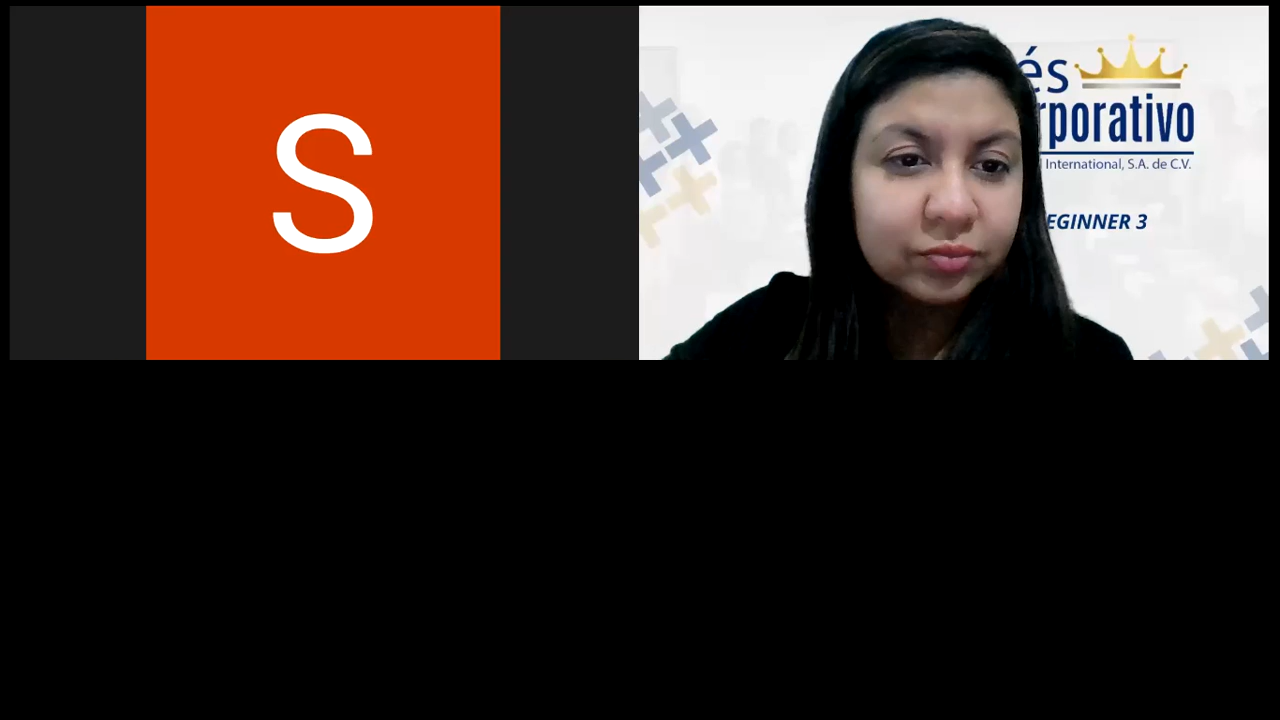 S
és
rporativo
l International, S.A. de C.V.
EGINNER 3